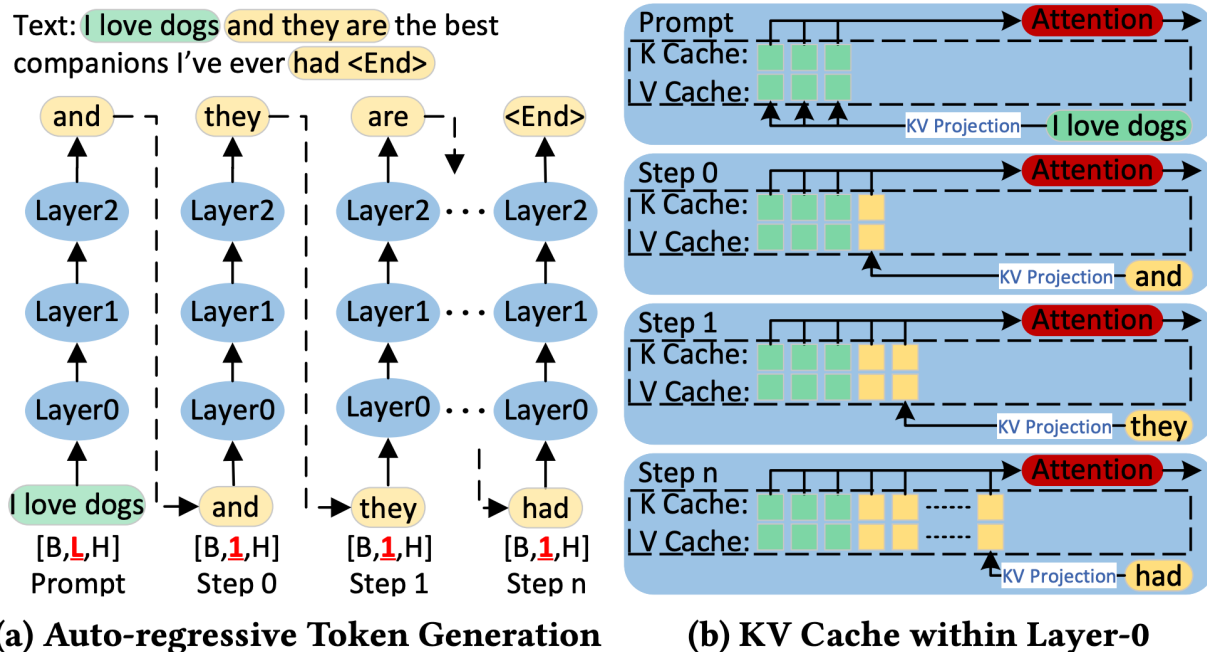 Text: I love dogs and they are the best
companions I've ever had <End>
and
they
are
<End>
Layer2
Layer2
Layer2
...
Layer2
Layer1
Layer1
Layer1
...
Layer1
Layer0
Layer0
Layer0
...
Layer0
I love dogs
and
they
had
[B,L,H]
[B,1,H]
[B,1,H]
[B,1,H]
Prompt
Step 0
Step 1
Step n
(a) Auto-regressive Token Generation
Prompt
Attention
K Cache:
V Cache:
KV Projection
I love dogs
Step 0
Attention
K Cache:
V Cache:
KV Projection
and
Step 1
Attention
K Cache:
V Cache:
KV Projection
they
Step n
Attention
K Cache:
V Cache:
KV Projection
had
(b) KV Cache within Layer-0